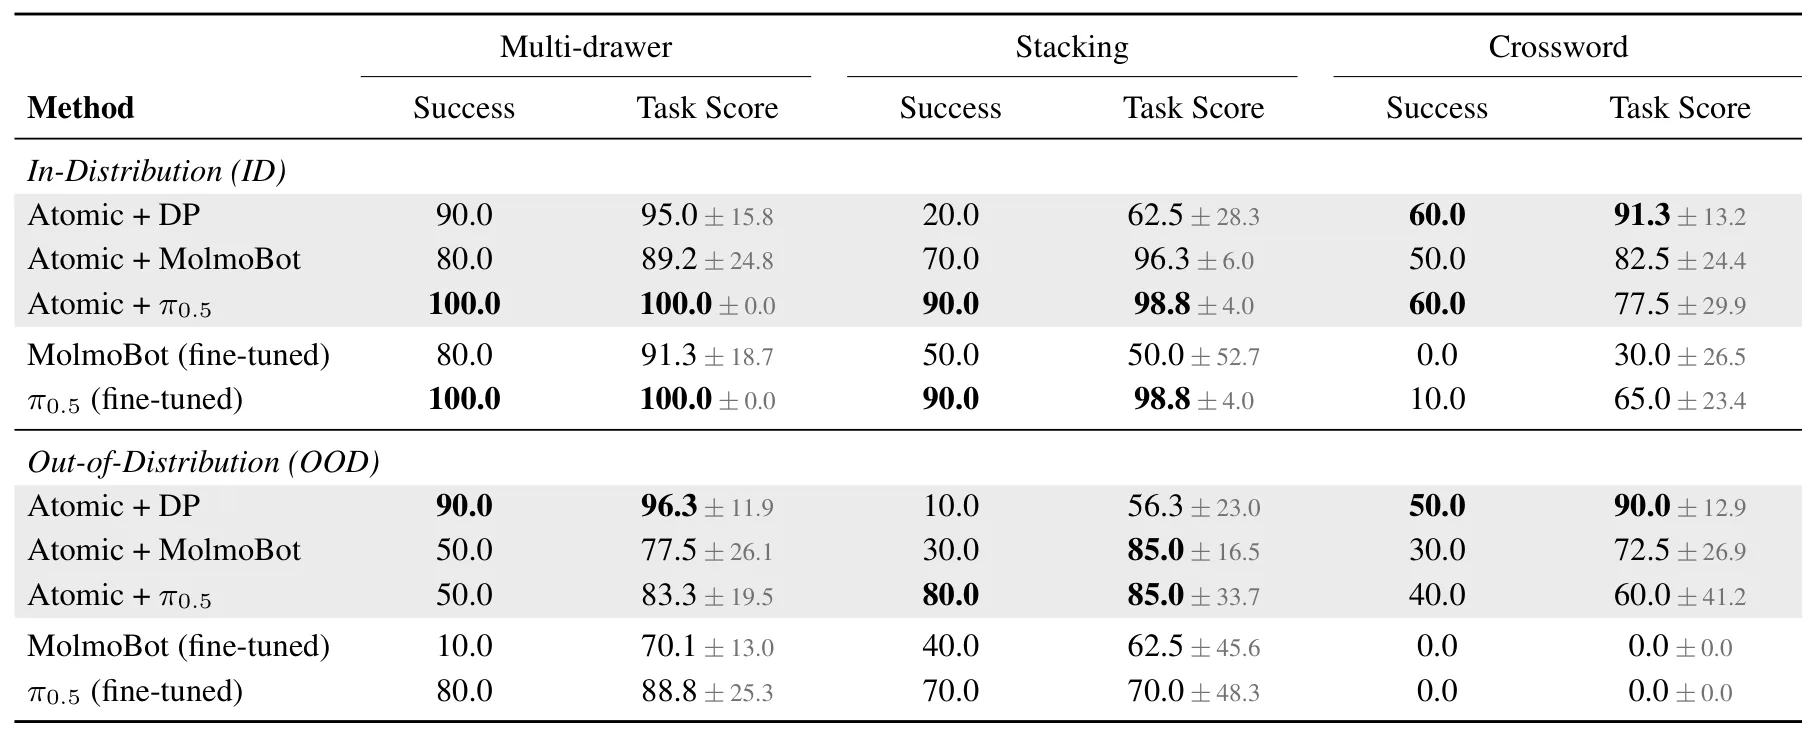 Multi-drawer Stacking Crossword
Method Success Task Score Success Task Score Success Task Score
In-Distribution (ID)
Atomic + DP 90.0 95.0 ± 15.8 20.0 62.5 ± 28.3 60.0 91.3 ± 13.2
Atomic + MolmoBot 80.0 89.2 ± 24.8 70.0 96.3 ± 6.0 50.0 82.5 ± 24.4
Atomic + π0.5 100.0 100.0 ± 0.0 90.0 98.8 ± 4.0 60.0 77.5 ± 29.9
MolmoBot (fine-tuned) 80.0 91.3 ± 18.7 50.0 50.0 ± 52.7 0.0 30.0 ± 26.5
π0.5 (fine-tuned) 100.0 100.0 ± 0.0 90.0 98.8 ± 4.0 10.0 65.0 ± 23.4
Out-of-Distribution (OOD)
Atomic + DP 90.0 96.3 ± 11.9 10.0 56.3 ± 23.0 50.0 90.0 ± 12.9
Atomic + MolmoBot 50.0 77.5 ± 26.1 30.0 85.0 ± 16.5 30.0 72.5 ± 26.9
Atomic + π0.5 50.0 83.3 ± 19.5 80.0 85.0 ± 33.7 40.0 60.0 ± 41.2
MolmoBot (fine-tuned) 10.0 70.1 ± 13.0 40.0 62.5 ± 45.6 0.0 0.0 ± 0.0
π0.5 (fine-tuned) 80.0 88.8 ± 25.3 70.0 70.0 ± 48.3 0.0 0.0 ± 0.0